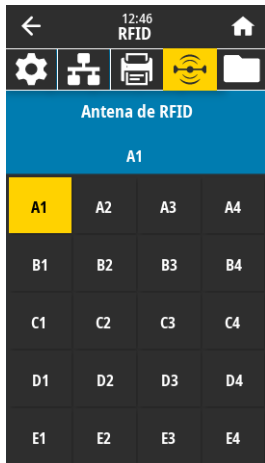 12:46
RFID
Antena de RFID
A1
A1 A2 A3 A4
B1 B2 B3 B4
C1 C2 C3 C4
D1 D2 D3 D4
E1 E2 E3 E4